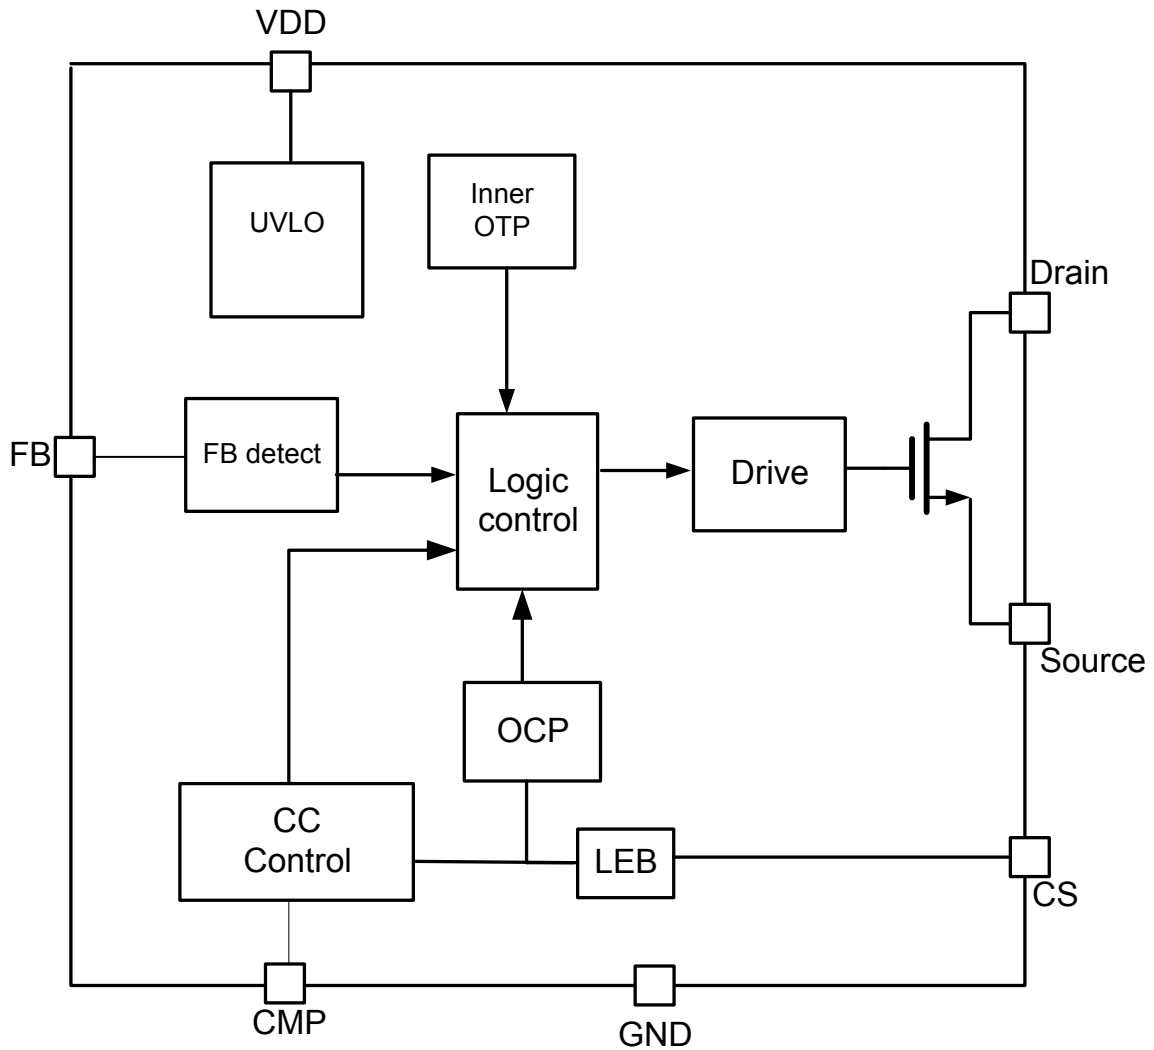 VDD
Inner
OTP
UVLO
Drain
FB
FB detect
Logic
control
Drive
Source
OCP
CC
Control
LEB
CS
CMP
GND